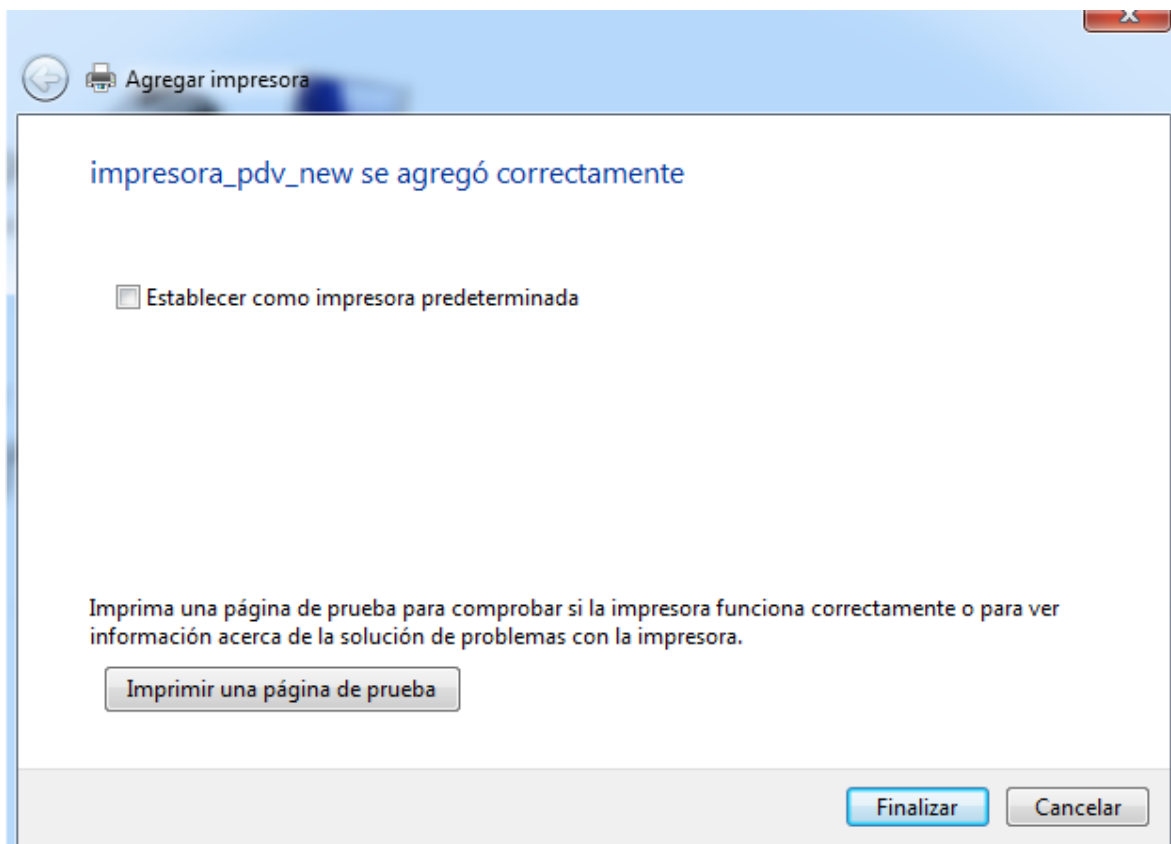 Agregar impresora
impresora_pdv_new se agregó correctamente
Establecer como impresora predeterminada
Imprima una página de prueba para comprobar si la impresora funciona correctamente o para ver
información acerca de la solución de problemas con la impresora.
Imprimir una página de prueba
Finalizar
Cancelar